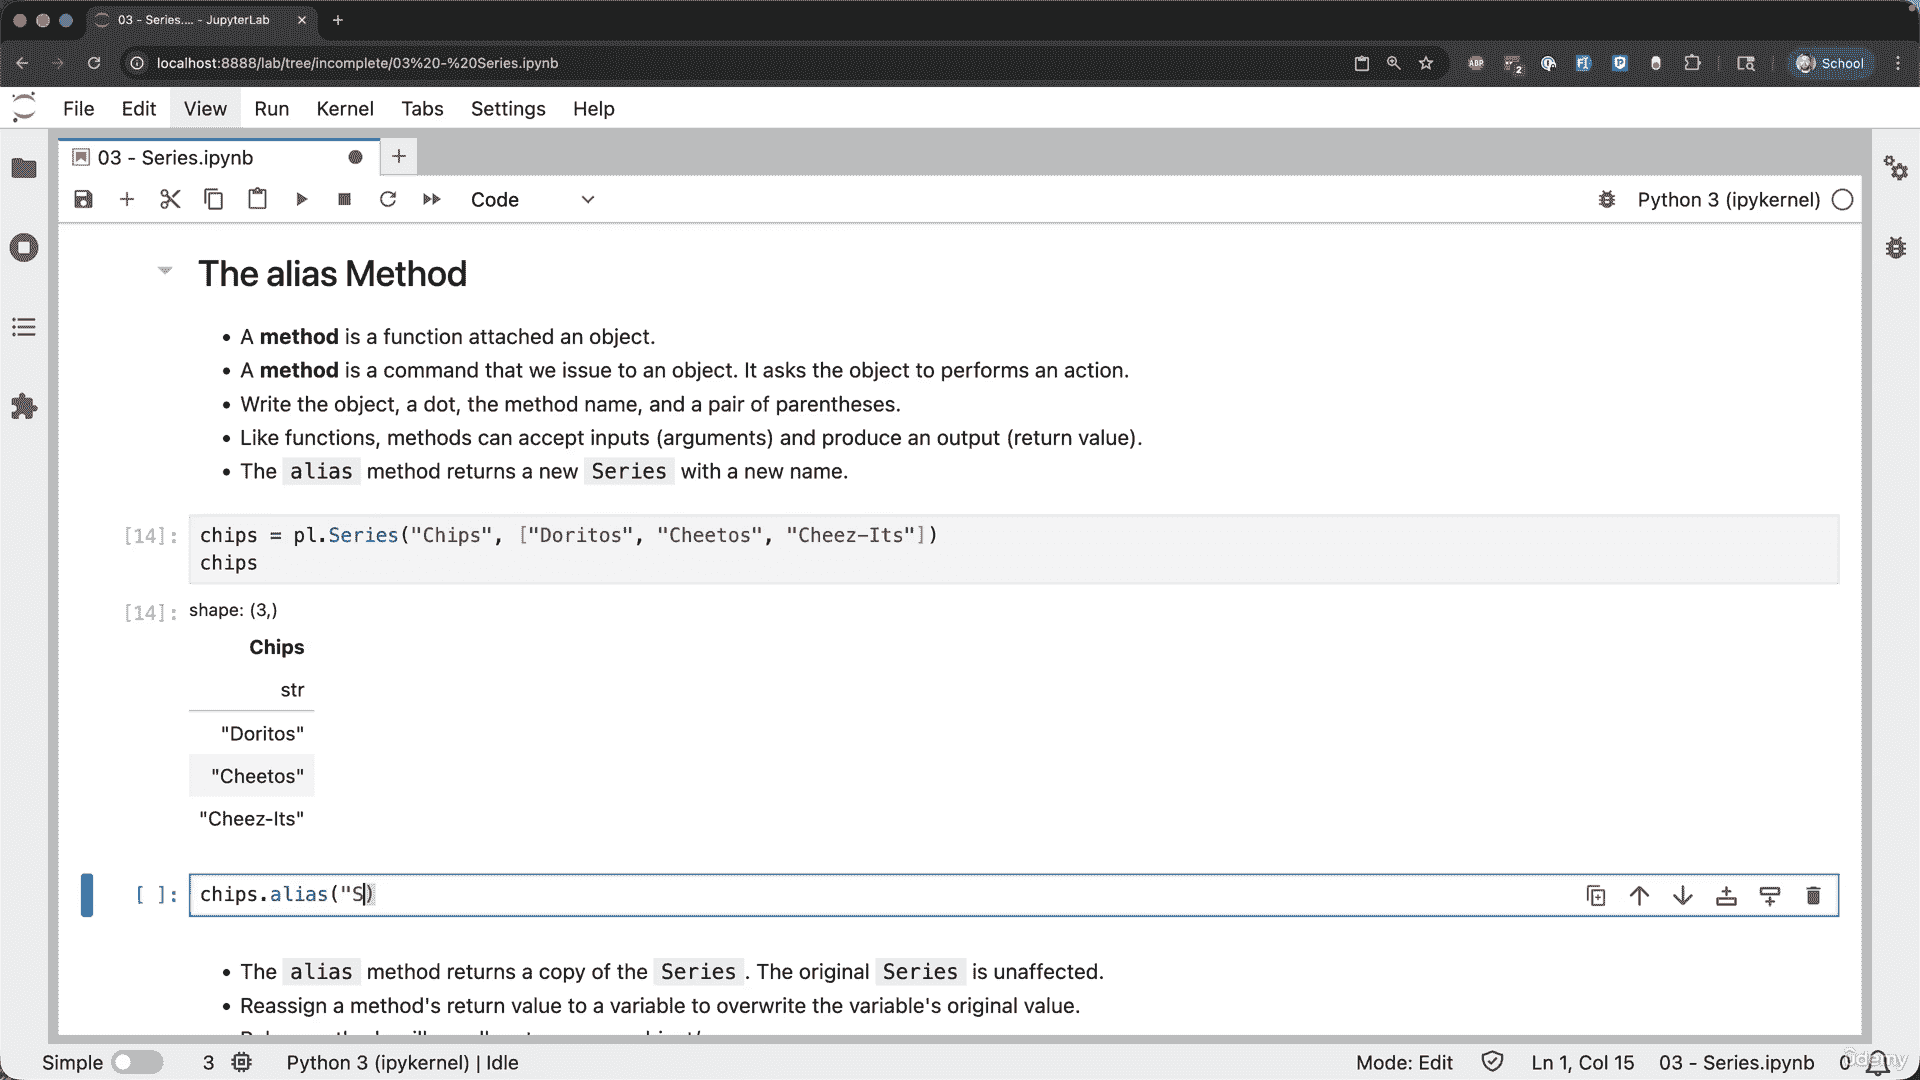 03 - Series.... - JupyterLab
localhost:8888/lab/tree/incomplete/03%20-%20Series.ipynb
ABP
2
School
File Edit View Run Kernel Tabs Settings Help
03 - Series.ipynb
Code
Python 3 (ipykernel)
The alias Method
• A method is a function attached an object.
• A method is a command that we issue to an object. It asks the object to performs an action.
• Write the object, a dot, the method name, and a pair of parentheses.
• Like functions, methods can accept inputs (arguments) and produce an output (return value).
• The alias method returns a new Series with a new name.
[14]: chips = pl.Series("Chips", ["Doritos", "Cheetos", "Cheez-Its"])
chips
[14]: shape: (3,)
Chips
str
"Doritos"
"Cheetos"
"Cheez-Its"
[ ]: chips.alias("S)
• The alias method returns a copy of the Series. The original Series is unaffected.
• Reassign a method's return value to a variable to overwrite the variable's original value.
Simple 3 Python 3 (ipykernel) | Idle Mode: Edit Ln 1, Col 15 03 - Series.ipynb 0
udemy